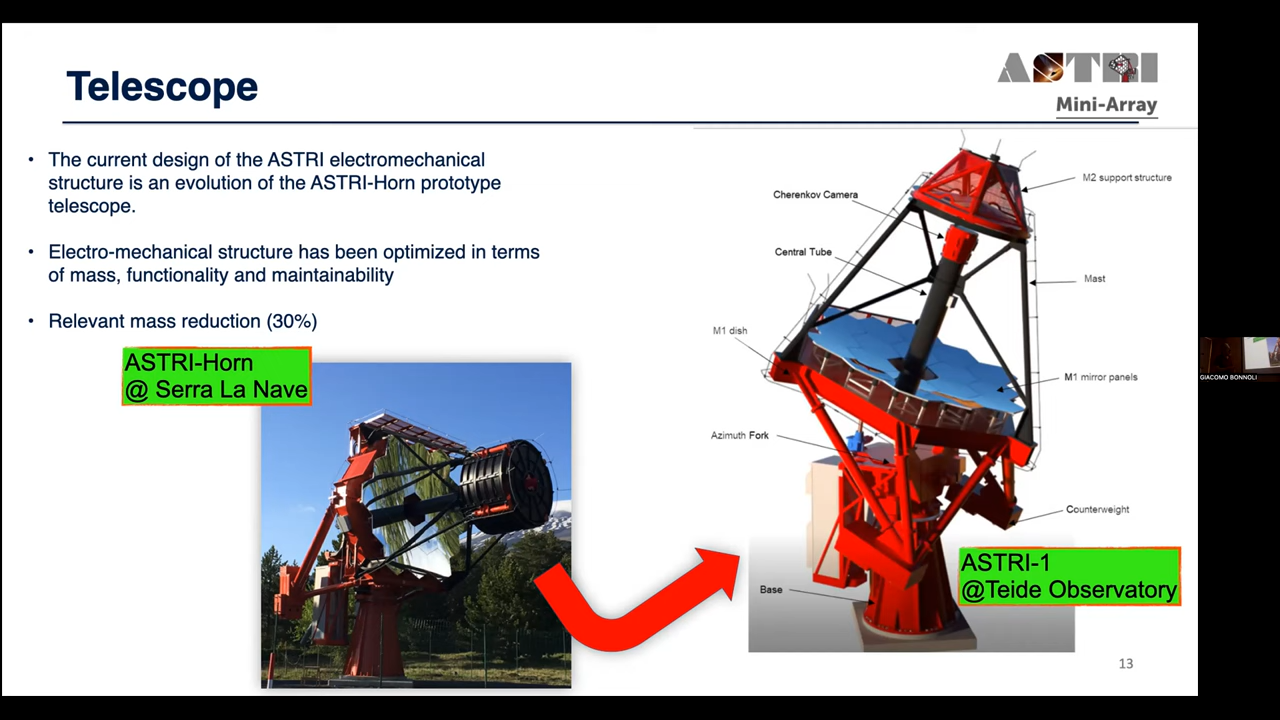 Telescope
ASTRI
Mini-Array
• The current design of the ASTRI electromechanical
structure is an evolution of the ASTRI-Horn prototype
telescope.
• Electro-mechanical structure has been optimized in terms
of mass, functionality and maintainability
• Relevant mass reduction (30%)
ASTRI-Horn
@ Serra La Nave
Cherenkov Camera
M2 support structure
Central Tube
Mast
M1 dish
M1 mirror panels
Azimuth Fork
Counterweight
Base
ASTRI-1
@Teide Observatory
13
GIACOMO BONNOLI